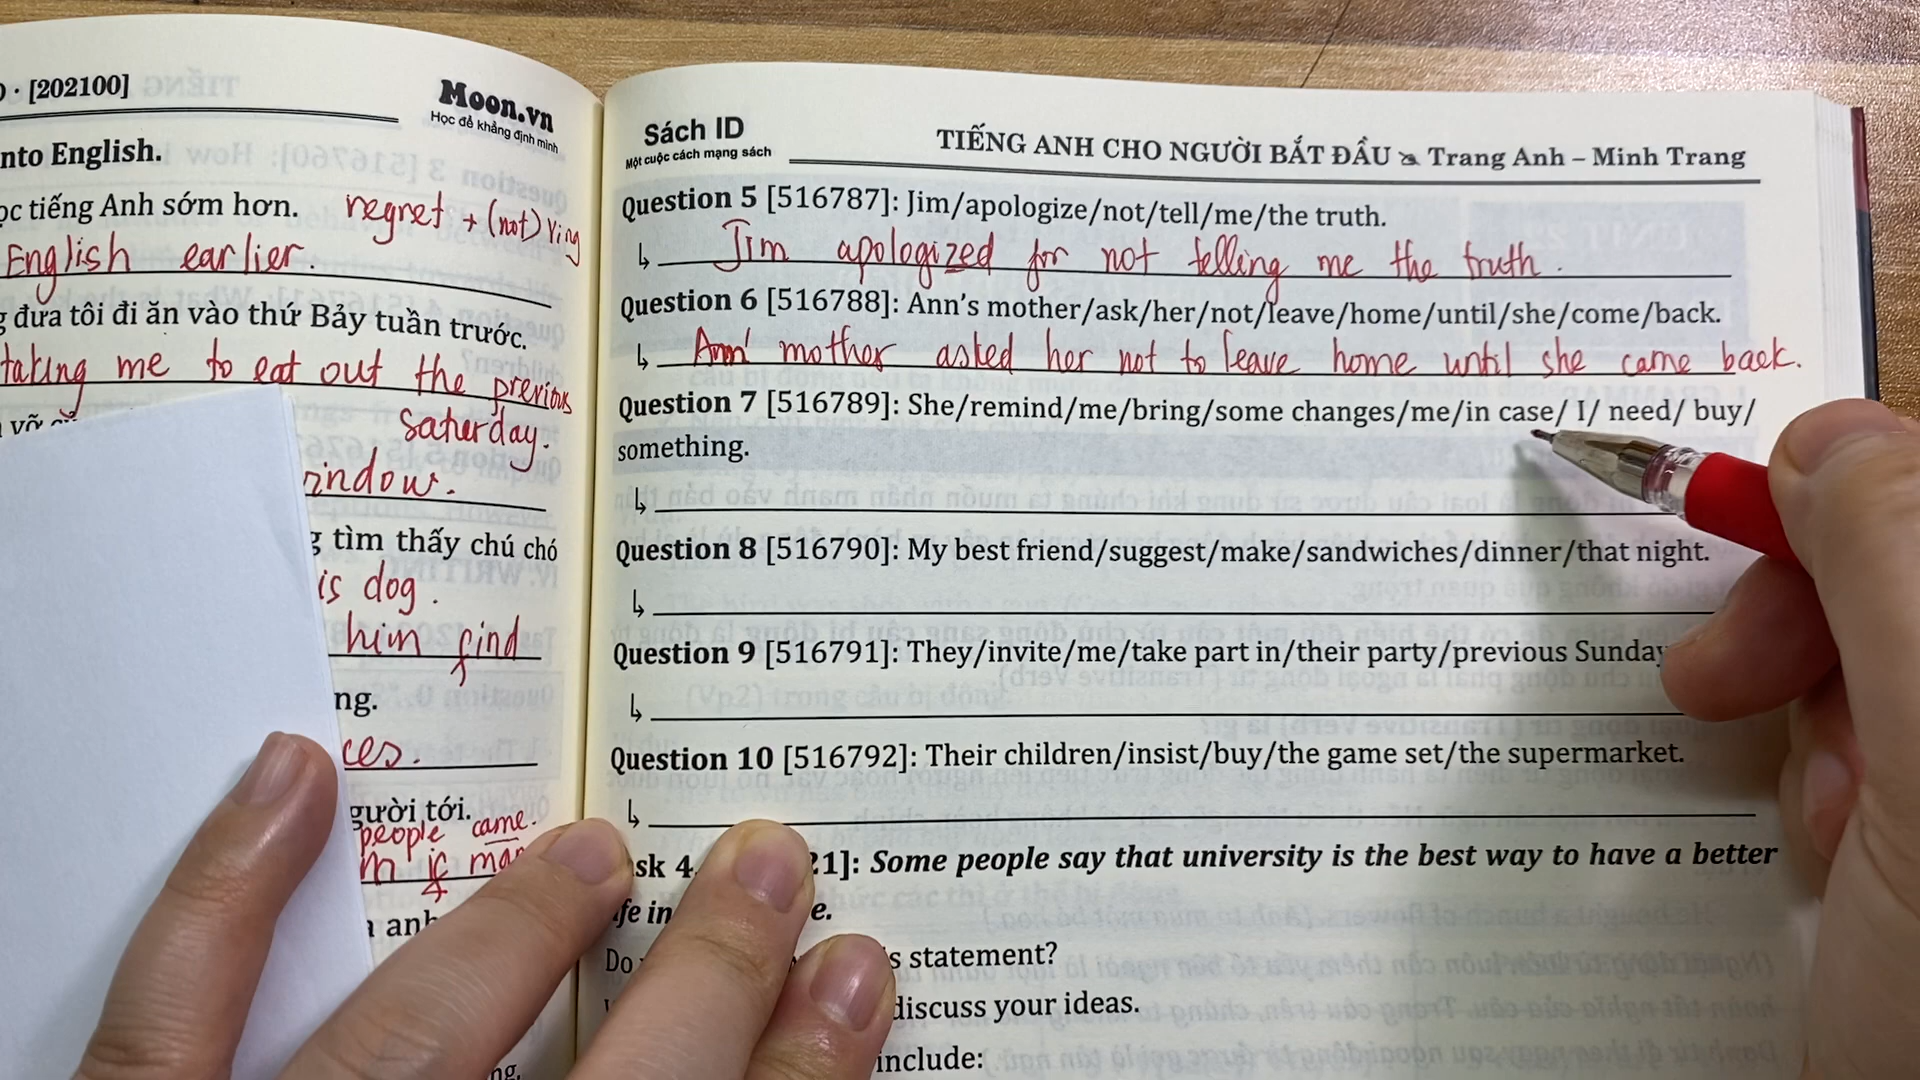 [202100]
Moon.vn
Học để khẳng định mình
nto English.
ọc tiếng Anh sớm hơn.
regret + (not) Ving
English earlier.
đưa tôi đi ăn vào thứ Bảy tuần trước.
taking me to eat out the previous
Saturday.
vỡ
indow.
tìm thấy chú chó
is dog.
him find
ng.
ces.
gười tới.
people came.
m if
anh
ng.
Sách ID
Một cuộc cách mạng sách
TIẾNG ANH CHO NGƯỜI BẮT ĐẦU Trang Anh – Minh Trang
Question 5 [516787]: Jim/apologize/not/tell/me/the truth.
↳ Jim apologized for not telling me the truth.
Question 6 [516788]: Ann’s mother/ask/her/not/leave/home/until/she/come/back.
↳ Ann' mother asked her not to leave home until she came back.
Question 7 [516789]: She/remind/me/bring/some changes/me/in case/ I/ need/ buy/
something.
↳
Question 8 [516790]: My best friend/suggest/make/sandwiches/dinner/that night.
↳
Question 9 [516791]: They/invite/me/take part in/their party/previous Sunday
↳
Question 10 [516792]: Their children/insist/buy/the game set/the supermarket.
↳
sk 4 21]: Some people say that university is the best way to have a better
fe in e.
Do s statement?
discuss your ideas.
include: